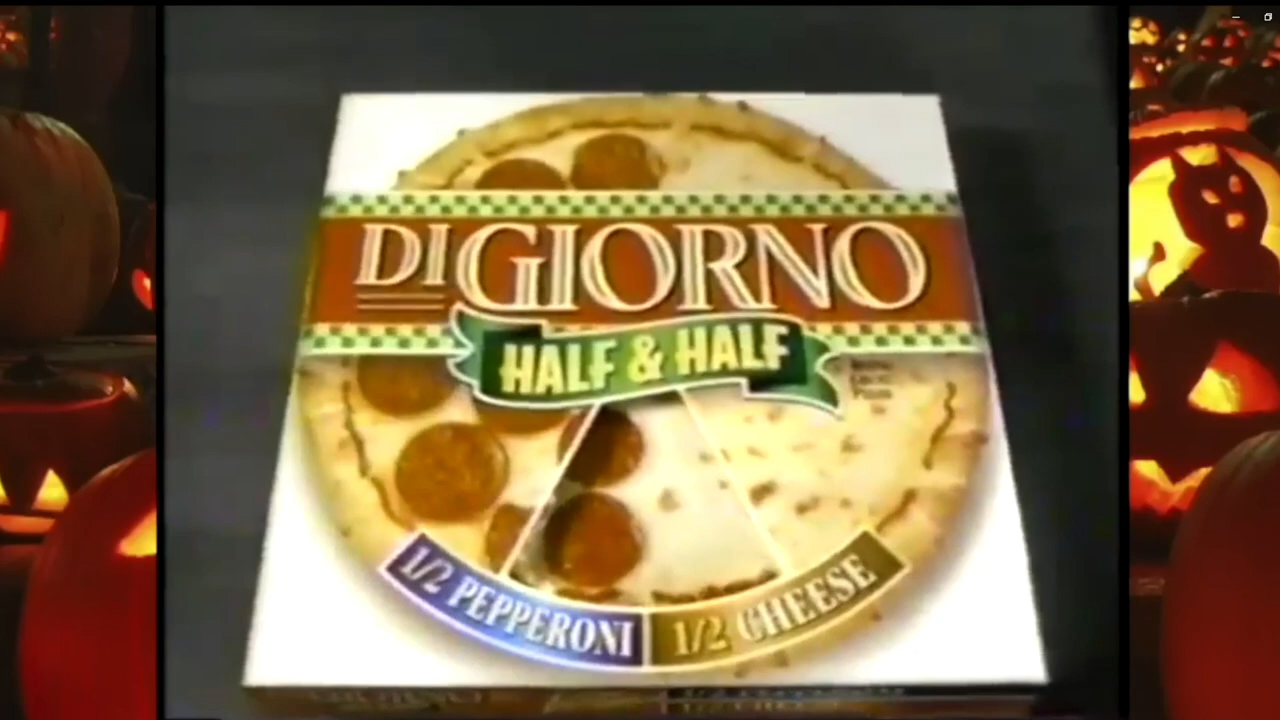 DIGIORNO
HALF & HALF
1/2 PEPPERONI
1/2 CHEESE